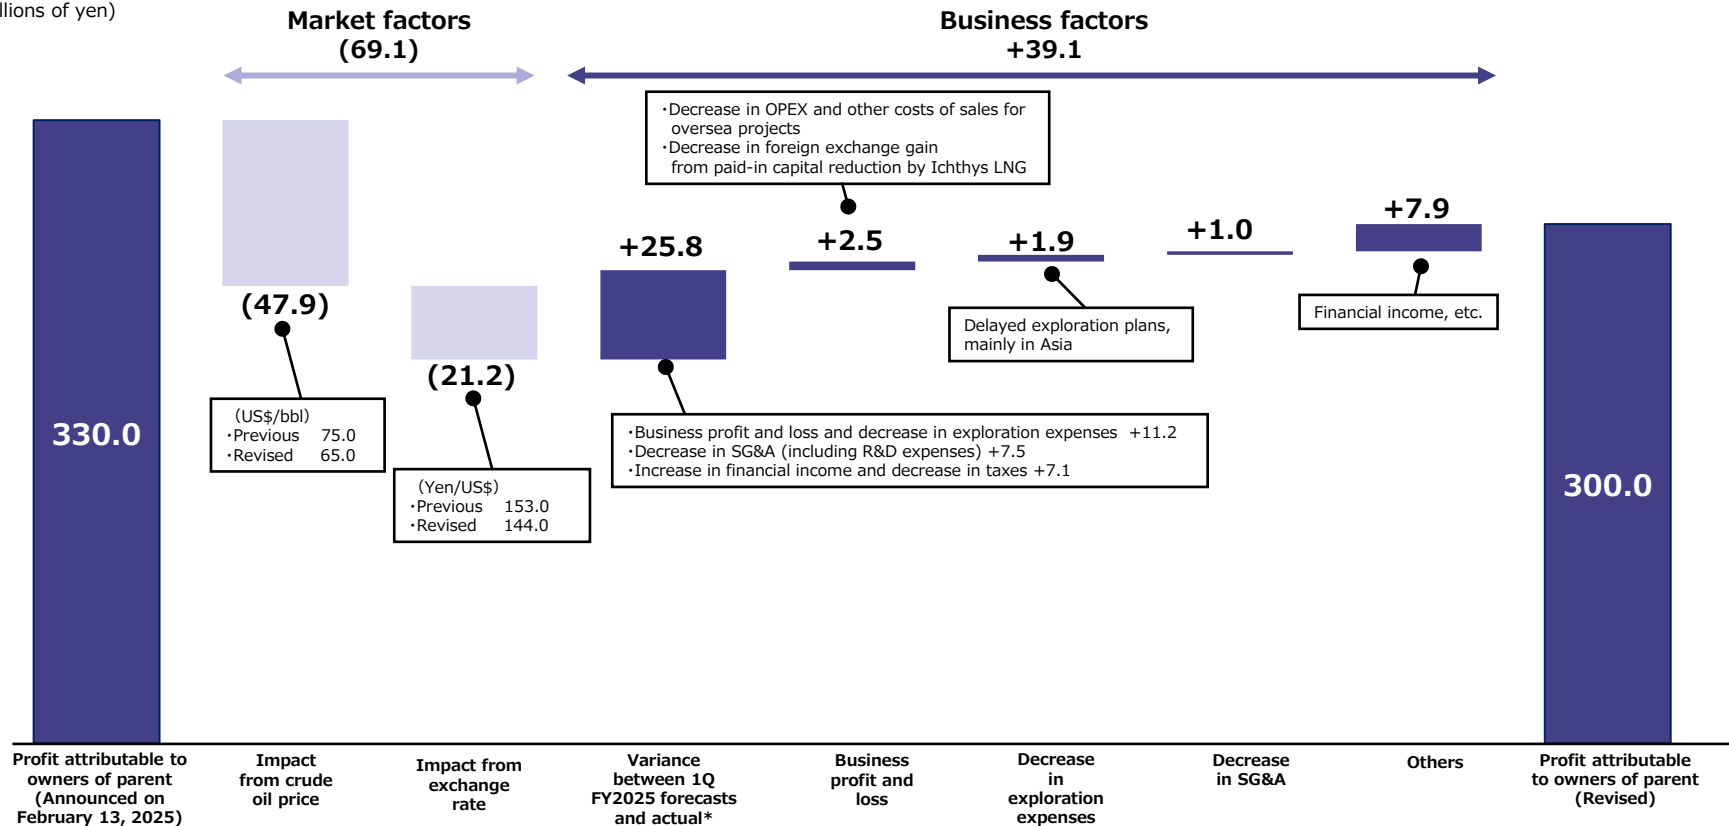 llions of yen)
Market factors
(69.1)
Business factors
+39.1
・Decrease in OPEX and other costs of sales for
oversea projects
・Decrease in foreign exchange gain
from paid-in capital reduction by Ichthys LNG
330.0
(47.9)
(21.2)
+25.8
+2.5
+1.9
+1.0
+7.9
300.0
(US$/bbl)
・Previous 75.0
・Revised 65.0
(Yen/US$)
・Previous 153.0
・Revised 144.0
・Business profit and loss and decrease in exploration expenses +11.2
・Decrease in SG&A (including R&D expenses) +7.5
・Increase in financial income and decrease in taxes +7.1
Delayed exploration plans,
mainly in Asia
Financial income, etc.
Profit attributable to
owners of parent
(Announced on
February 13, 2025)
Impact
from crude
oil price
Impact from
exchange
rate
Variance
between 1Q
FY2025 forecasts
and actual*
Business
profit and
loss
Decrease
in
exploration
expenses
Decrease
in SG&A
Others
Profit attributable
to owners of parent
(Revised)